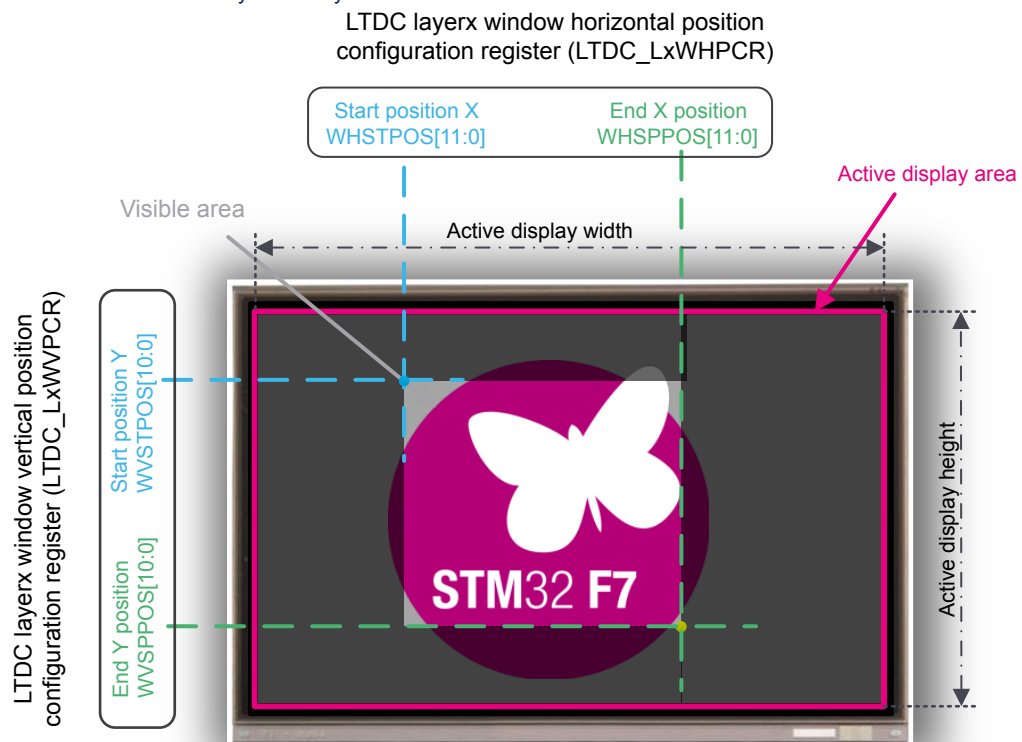 LTDC layerx window horizontal position
configuration register (LTDC_LxWHPCR)
Start position X
WHSTPOS[11:0]
End X position
WHSPPOS[11:0]
Active display area
Visible area
Active display width
LTDC layerx window vertical position
configuration register (LTDC_LxWVPCR)
Start position Y
WVSTPOS[10:0]
End Y position
WVSPPOS[10:0]
Active display height
STM32 F7